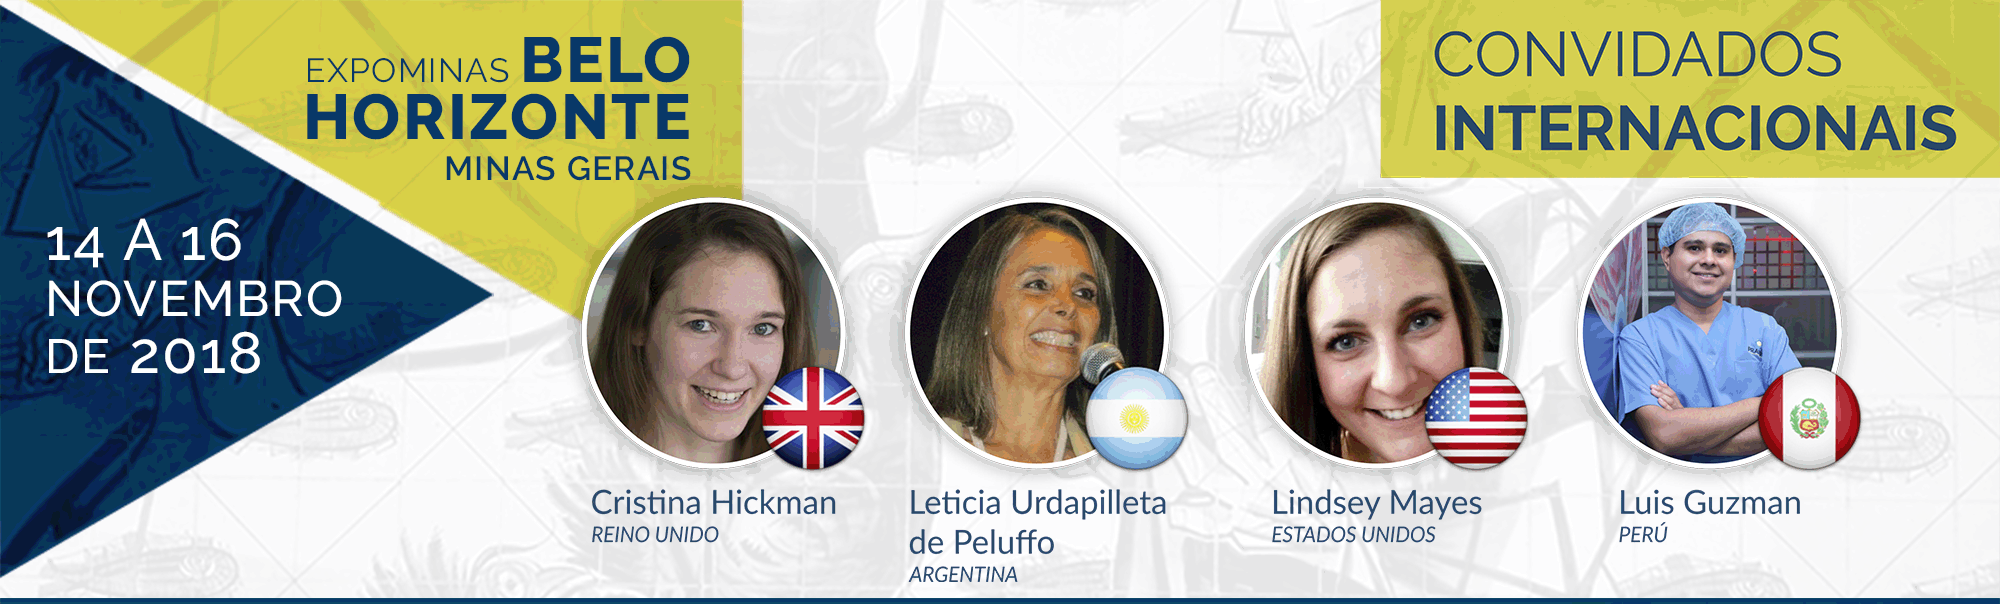 EXPOMINAS BELO
HORIZONTE
MINAS GERAIS
CONVIDADOS
INTERNACIONAIS
14 A 16
NOVEMBRO
DE 2018
Cristina Hickman
REINO UNIDO
Leticia Urdapilleta
de Peluffo
ARGENTINA
Lindsey Mayes
ESTADOS UNIDOS
Luis Guzman
PERÚ